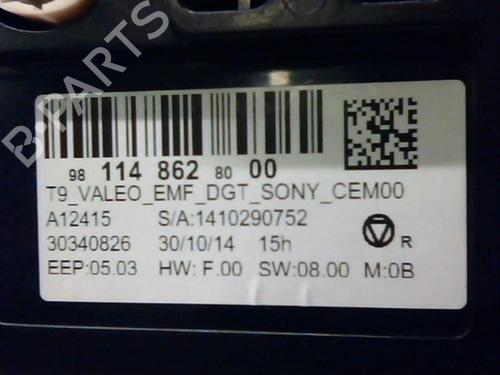 B-PARTS
98 114 862 80 00
T9_VALEO_EMF_DGT_SONY_CEM00
A12415 S/A:1410290752
30340826 30/10/14 15h
R
EEP:05.03 HW: F.00 SW:08.00 M:0B